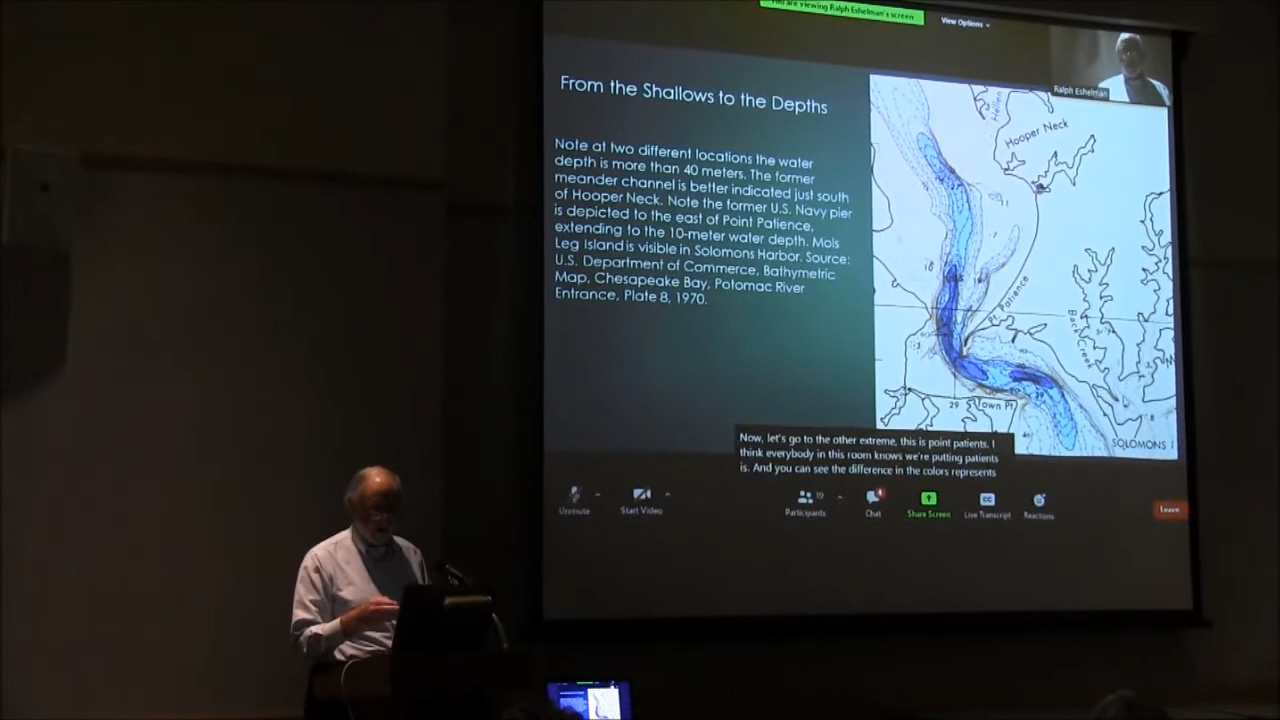 You are viewing Ralph Eshelman's screen
View Options
Ralph Eshelman
From the Shallows to the Depths
Note at two different locations the water
depth is more than 40 meters. The former
meander channel is better indicated just south
of Hooper Neck. Note the former U.S. Navy pier
is depicted to the east of Point Patience,
extending to the 10-meter water depth. Mols
Leg Island is visible in Solomons Harbor. Source:
U.S. Department of Commerce, Bathymetric
Map, Chesapeake Bay, Potomac River
Entrance, Plate 8, 1970.
Hellen
Hooper Neck
Pt. Patience
Back Creek
29
Town Pt
SOLOMONS I
Now, let's go to the other extreme, this is point patients. I
think everybody in this room knows we're putting patients
is. And you can see the difference in the colors represents
Unmute
Start Video
Participants
19
Chat
Share Screen
CC
Live Transcript
Reactions
Leave